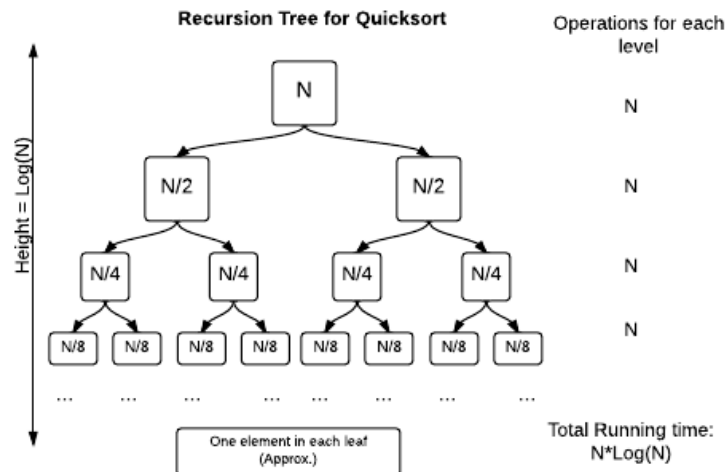 Recursion Tree for Quicksort
Operations for each
level
Height = Log(N)
N
N
N/2
N/2
N
N/4
N/4
N/4
N/4
N
N/8
N/8
N/8
N/8
N/8
N/8
N/8
N/8
N
...
...
...
...
...
...
...
...
One element in each leaf
(Approx.)
Total Running time:
N*Log(N)